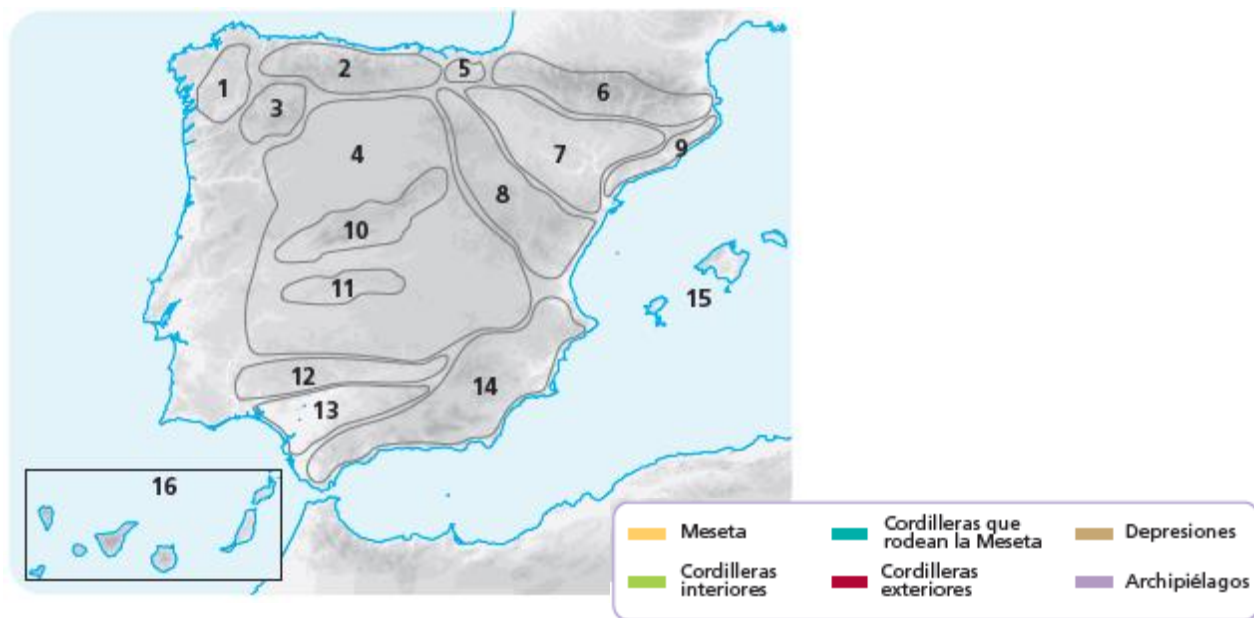 2
5
1
6
3
4
7
9
8
10
11
15
12
14
13
16
Meseta
Cordilleras que
rodean la Meseta
Depresiones
Cordilleras
interiores
Cordilleras
exteriores
Archipiélagos